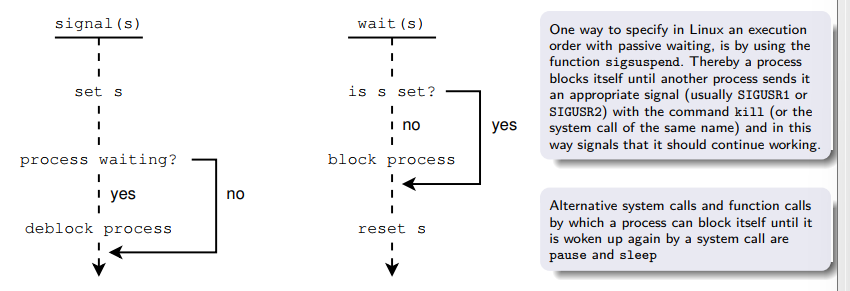 signal(s)
set s
process waiting?
yes
no
deblock process
wait(s)
is s set?
no
yes
block process
reset s
One way to specify in Linux an execution
order with passive waiting, is by using the
function sigsuspend. Thereby a process
blocks itself until another process sends it
an appropriate signal (usually SIGUSR1 or
SIGUSR2) with the command kill (or the
system call of the same name) and in this
way signals that it should continue working.
Alternative system calls and function calls
by which a process can block itself until it
is woken up again by a system call are
pause and sleep